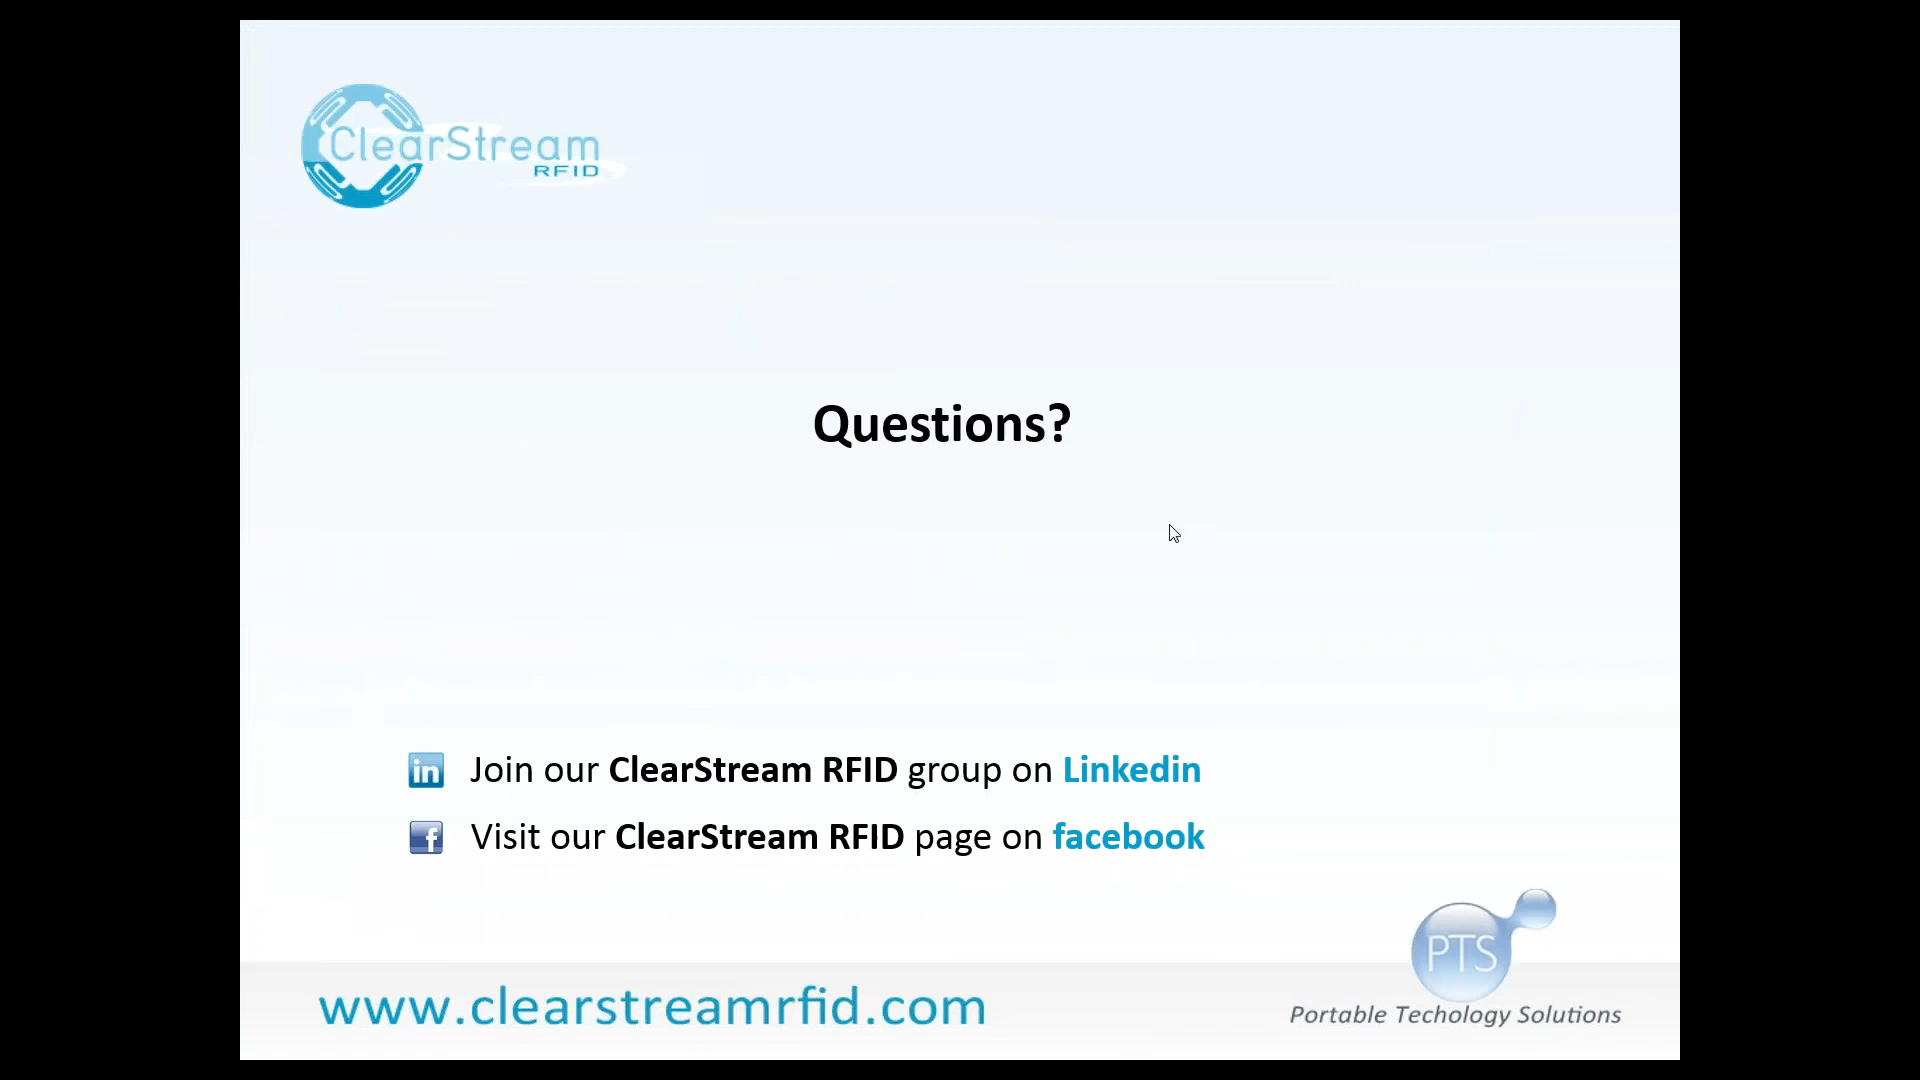 ClearStream
RFID
Questions?
in Join our ClearStream RFID group on Linkedin
f Visit our ClearStream RFID page on facebook
PTS
www.clearstreamrfid.com
Portable Techology Solutions